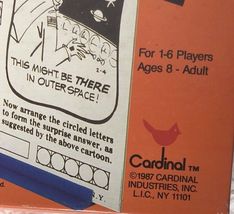 For 1-6 Players
Ages 8 - Adult
THIS MIGHT BE THERE
IN OUTER SPACE!
Now arrange the circled letters
to form the surprise answer, as
suggested by the above cartoon.
Cardinal ™
©1987 CARDINAL
INDUSTRIES, INC.
L.I.C., NY 11101